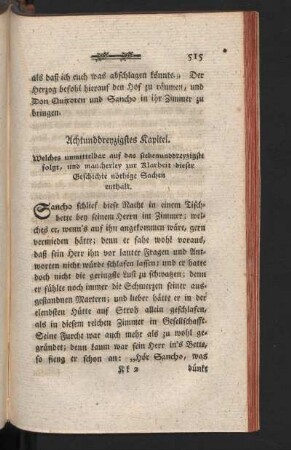 515
als daß ich euch was abschlagen könnte„ Der
Herzog befohl hierauf den Hof zu räumen, und
Don Quixoten und Sancho in ihr Zimmer zu
bringen.
Achtunddreyzigstes Kapitel.
Welches unmittelbar auf das siebenunddreyzigste
folgt, und mancherley zur Klarheit dieser
Geschichte nöthige Sachen
enthalt.
Sancho schlief diese Nacht in einem Tisch-
bette bey seinem Herrn im Zimmer; wel-
ches er, wenn's auf ihn angekommen wäre, gern
vermieden hätte; denn er sahe wohl voraus,
daß sein Herr ihn vor lauter Fragen und Ant-
worten nicht würde schlafen lassen; und er hatte
doch nicht die geringste Lust zu schwatzen; denn
er fühlte noch immer die Schmerzen seiner aus-
gestandnen Martern; und lieber hätte er in der
elendsten Hütte auf Stroh allein geschlafen,
als in diesem reichen Zimmer in Gesellschafft.
Seine Furcht war auch mehr als zu wohl ge-
gründet; denn kaum war sein Herr in's Bette,
so fieng er schon an: „Hör Sancho, was
Kk 2 dünkt